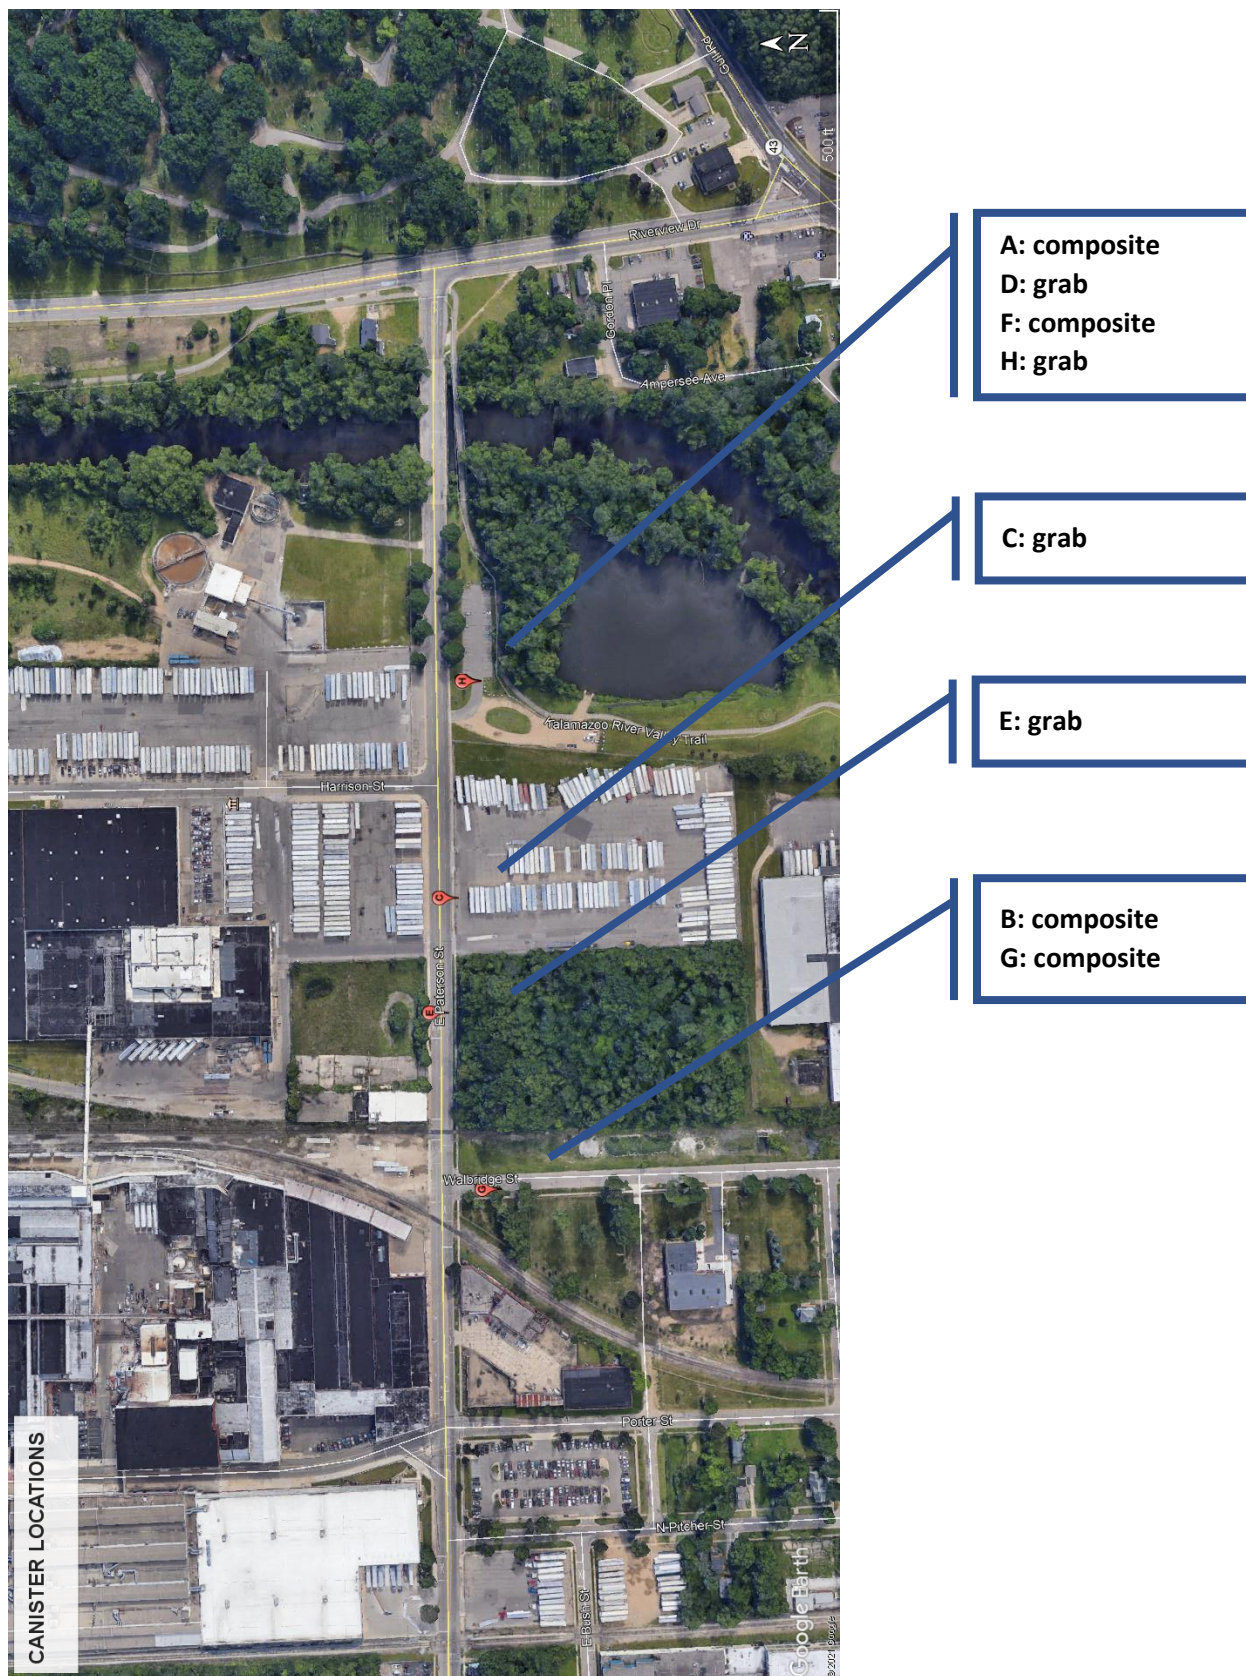 Gull Rd
N
43
500 ft
Riverview Dr
Gordon Pl
Ampersee Ave
H
Kalamazoo River Valley Trail
Harrison St
C
E Paterson St
E
Walbridge St
G
Porter St
N Pitcher St
E Bush St
CANISTER LOCATIONS
Google Earth
© 2021 Google
A: composite
D: grab
F: composite
H: grab
C: grab
E: grab
B: composite
G: composite